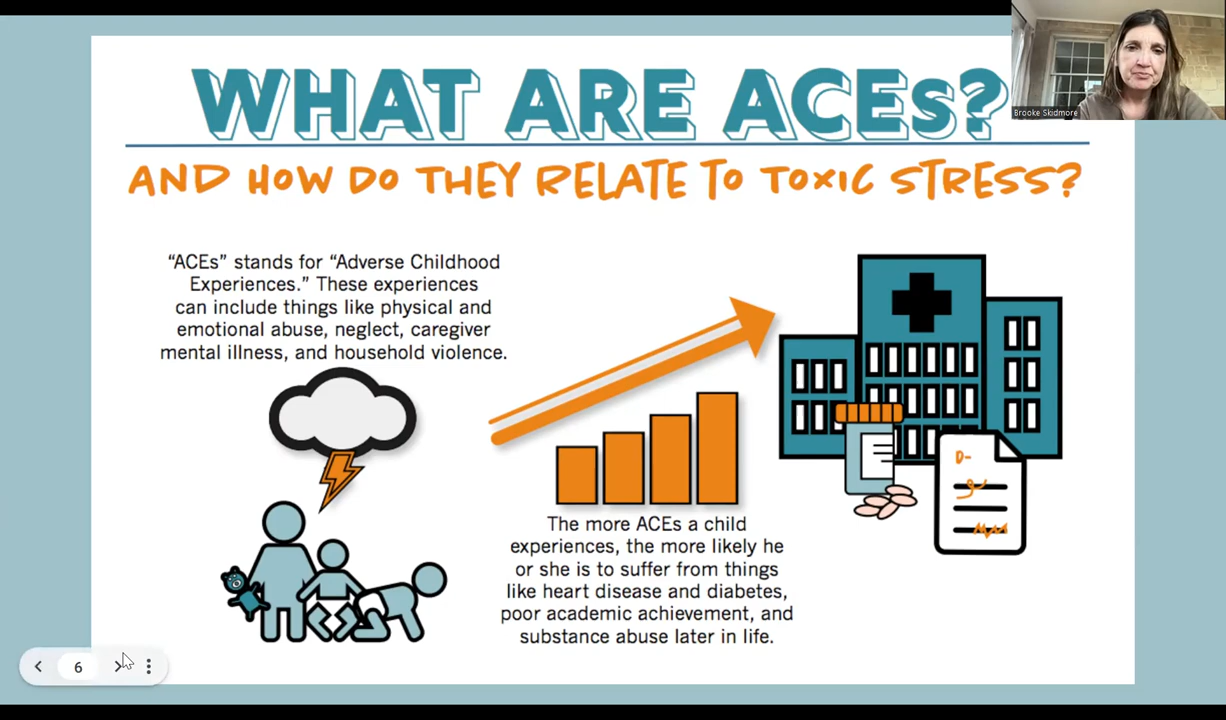 WHAT ARE ACEs?
Brooke Skidmore
AND HOW DO THEY RELATE TO TOXIC STRESS?
“ACEs” stands for “Adverse Childhood
Experiences.” These experiences
can include things like physical and
emotional abuse, neglect, caregiver
mental illness, and household violence.
The more ACEs a child
experiences, the more likely he
or she is to suffer from things
like heart disease and diabetes,
poor academic achievement, and
substance abuse later in life.
D-
6